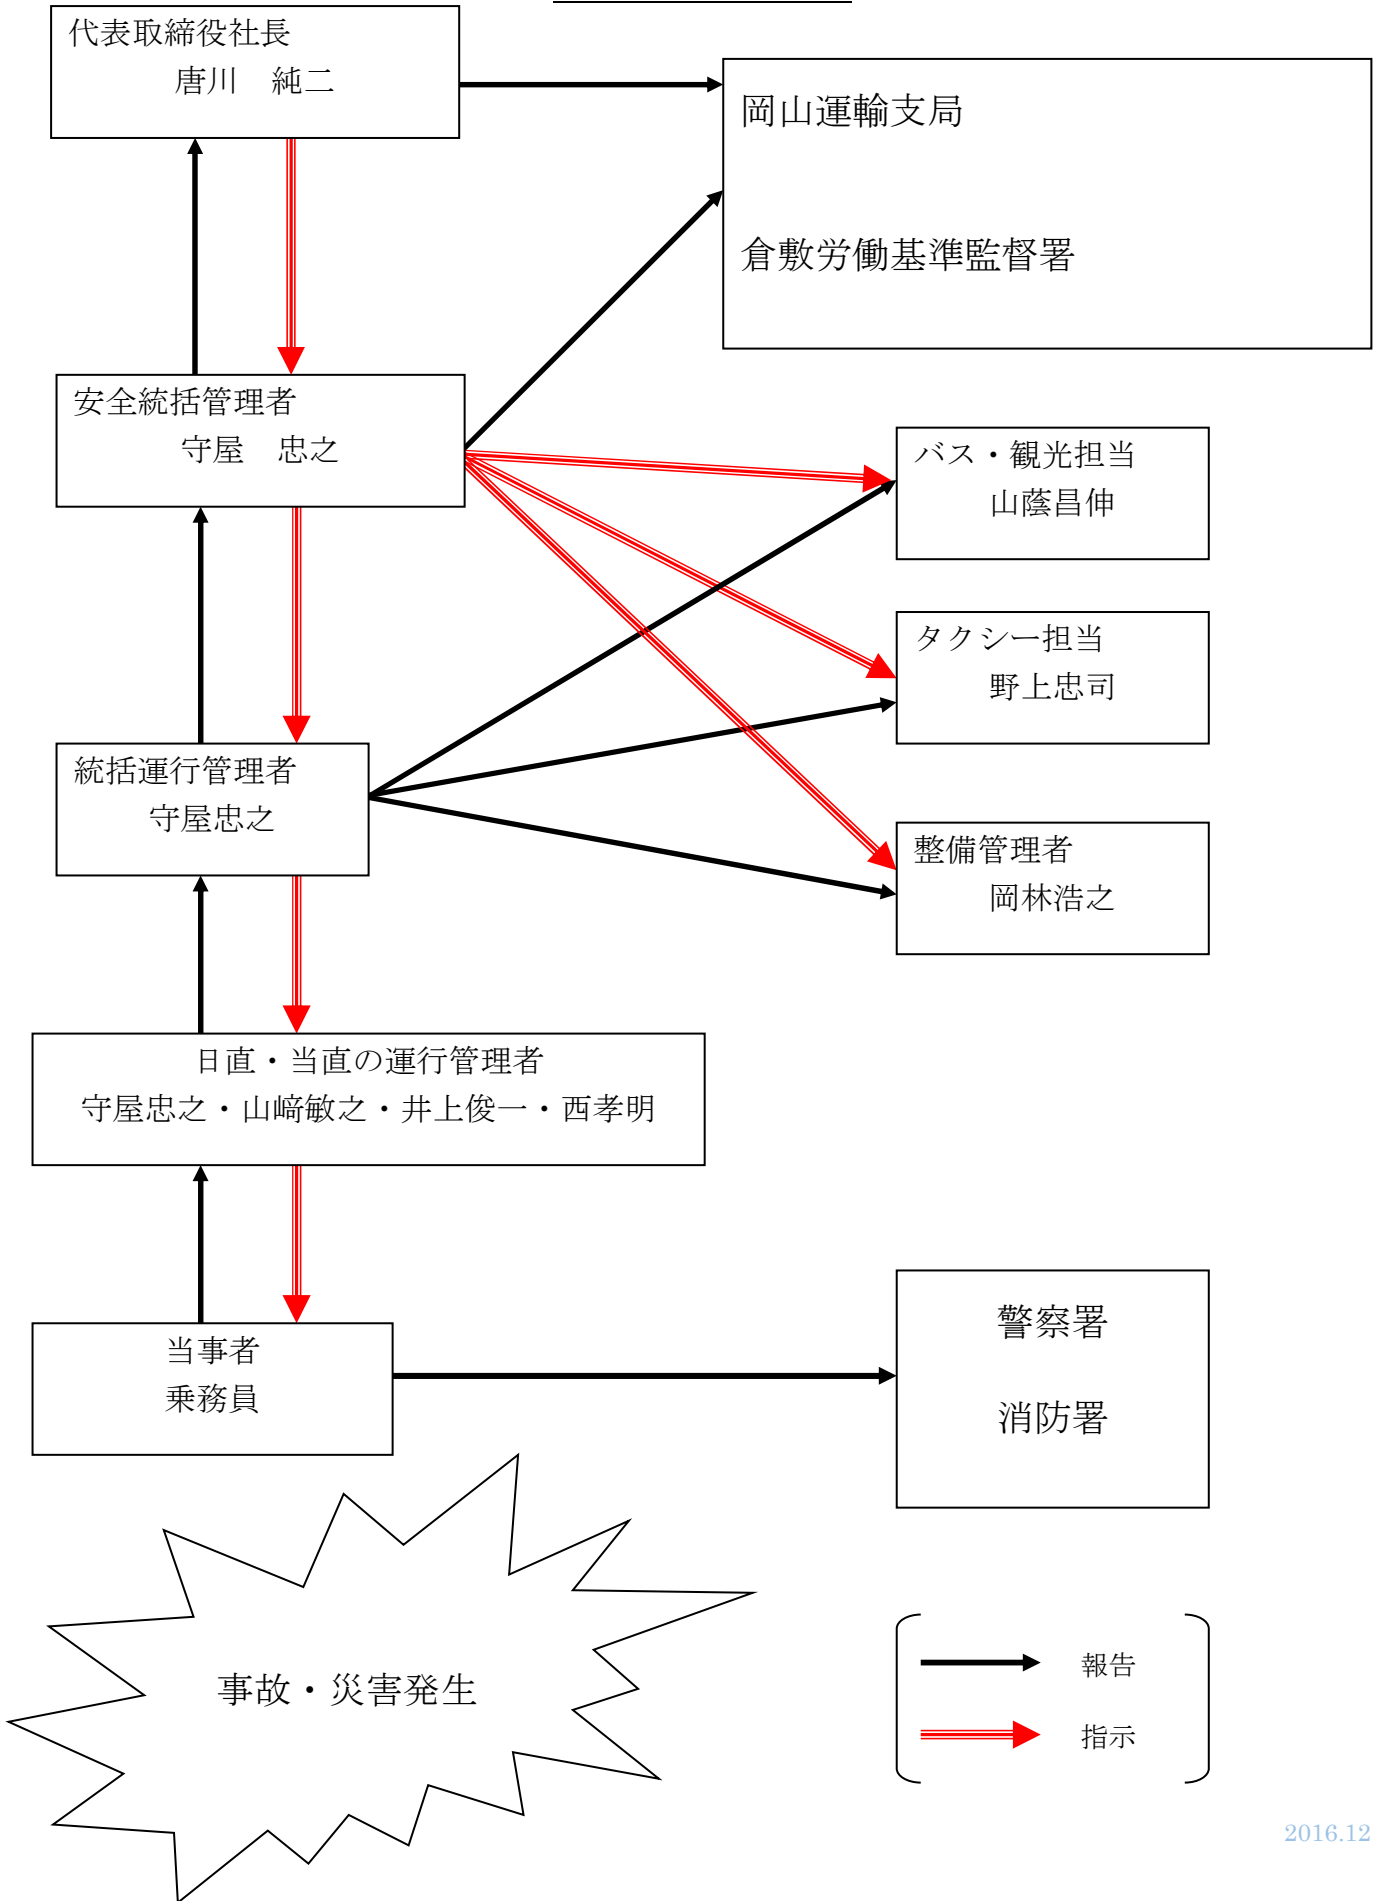 代表取締役社長
唐川　純二
岡山運輸支局
倉敷労働基準監督署
安全統括管理者
守屋　忠之
バス・観光担当
山蔭昌伸
タクシー担当
野上忠司
統括運行管理者
守屋忠之
整備管理者
岡林浩之
日直・当直の運行管理者
守屋忠之・山﨑敏之・井上俊一・西孝明
当事者
乗務員
警察署
消防署
事故・災害発生
報告
指示
2016.12